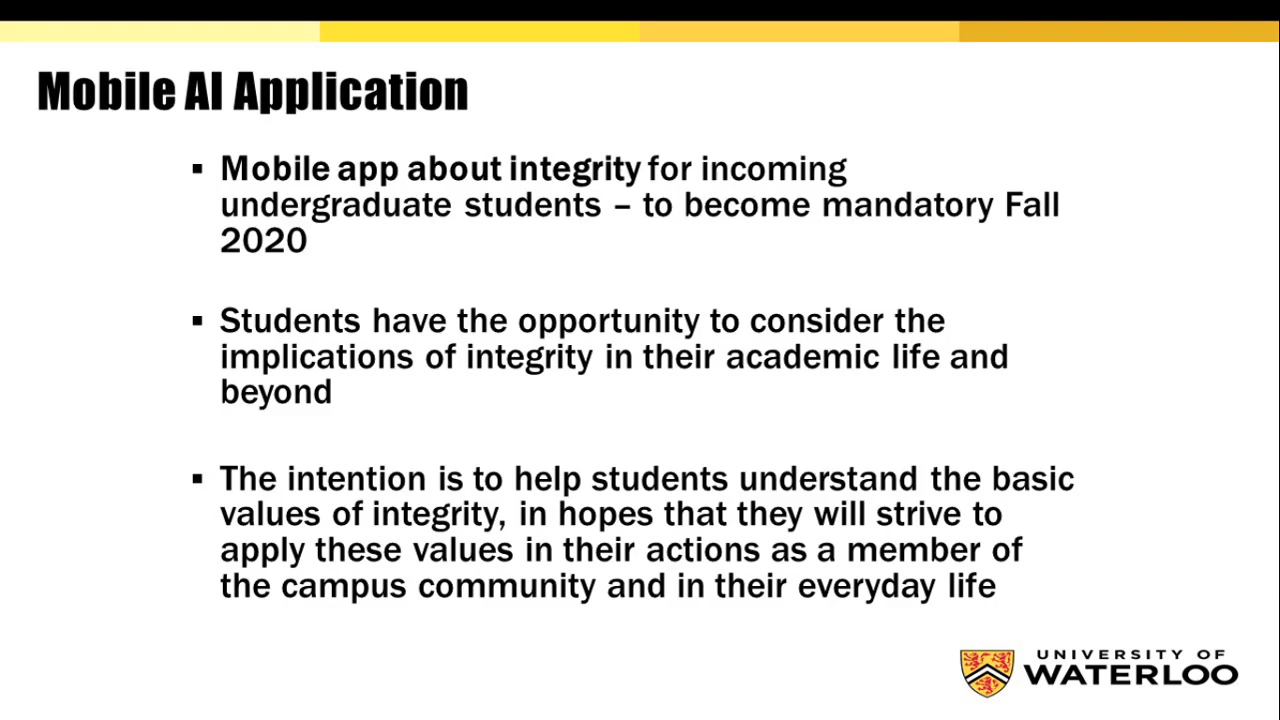 Mobile AI Application
▪ Mobile app about integrity for incoming
undergraduate students – to become mandatory Fall
2020
▪ Students have the opportunity to consider the
implications of integrity in their academic life and
beyond
▪ The intention is to help students understand the basic
values of integrity, in hopes that they will strive to
apply these values in their actions as a member of
the campus community and in their everyday life
UNIVERSITY OF
WATERLOO